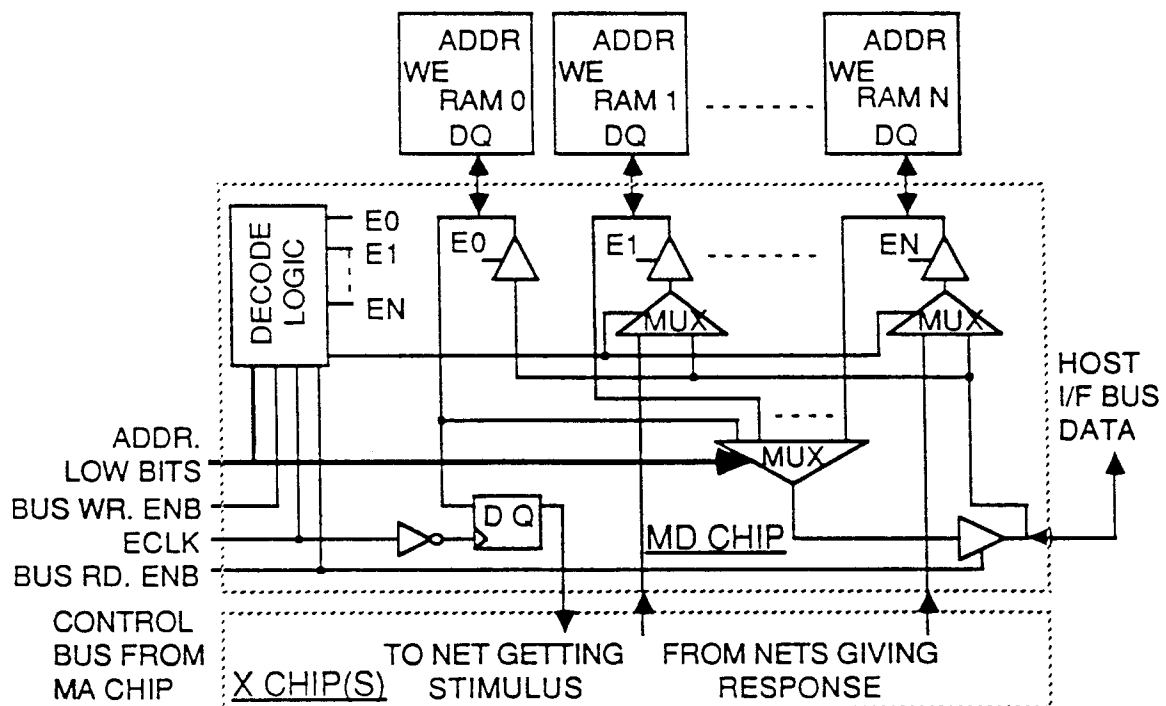 ADDR
WE
RAM 0
DQ
ADDR
WE
RAM 1
DQ
ADDR
WE
RAM N
DQ
DECODE
LOGIC
E0
E1
EN
E0
E1
EN
MUX
MUX
MUX
HOST
I/F BUS
DATA
ADDR.
LOW BITS
BUS WR. ENB
ECLK
BUS RD. ENB
D Q
MD CHIP
CONTROL
BUS FROM
MA CHIP
X CHIP(S)
TO NET GETTING
STIMULUS
FROM NETS GIVING
RESPONSE